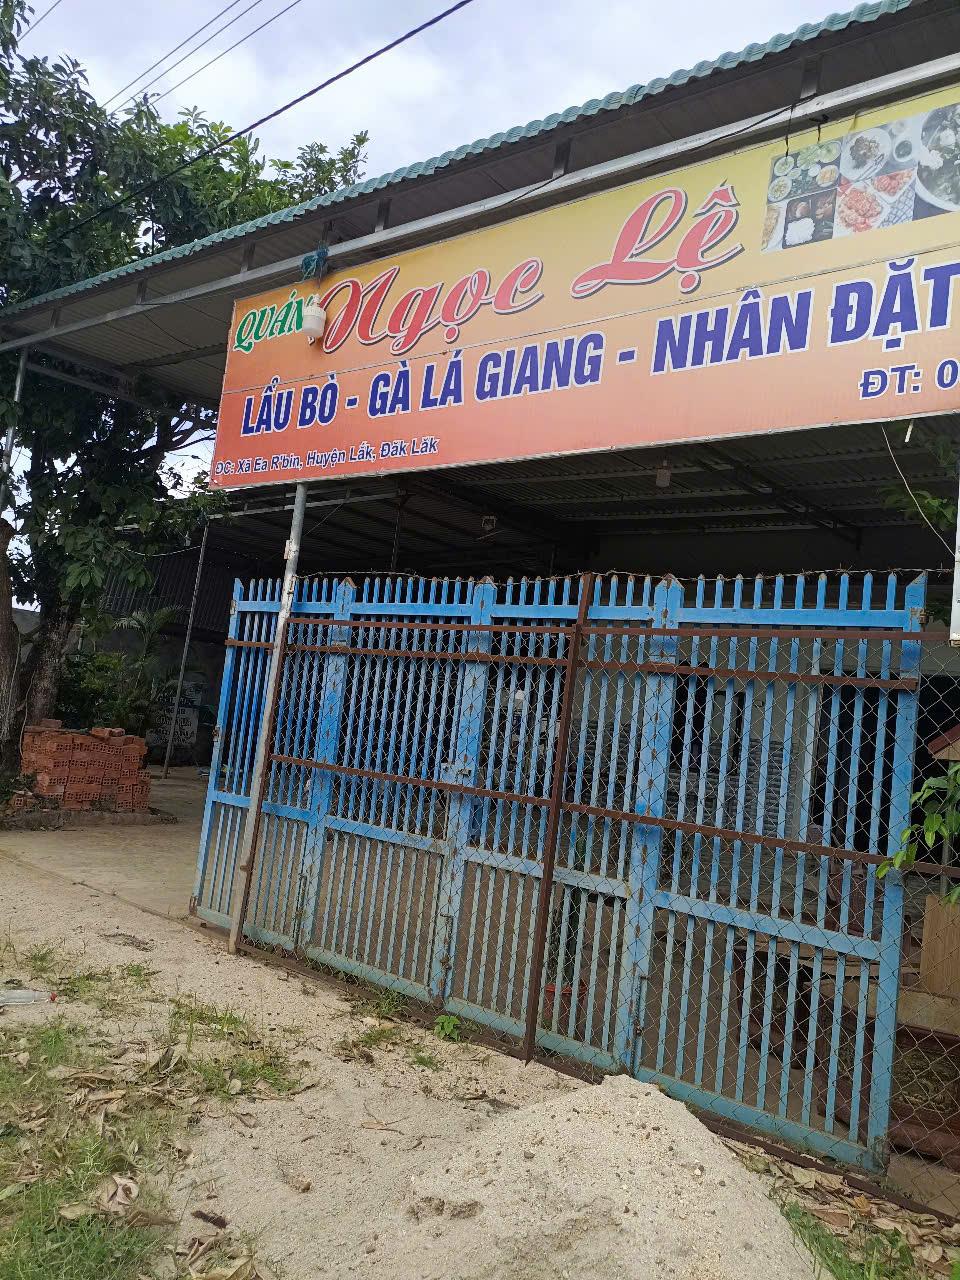 QUÁN Ngọc Lệ
LẨU BÒ - GÀ LÁ GIANG - NHÂN ĐẶT
ĐT: 0
ĐC: Xã Ea R'bin, Huyện Lắk, Đăk Lăk